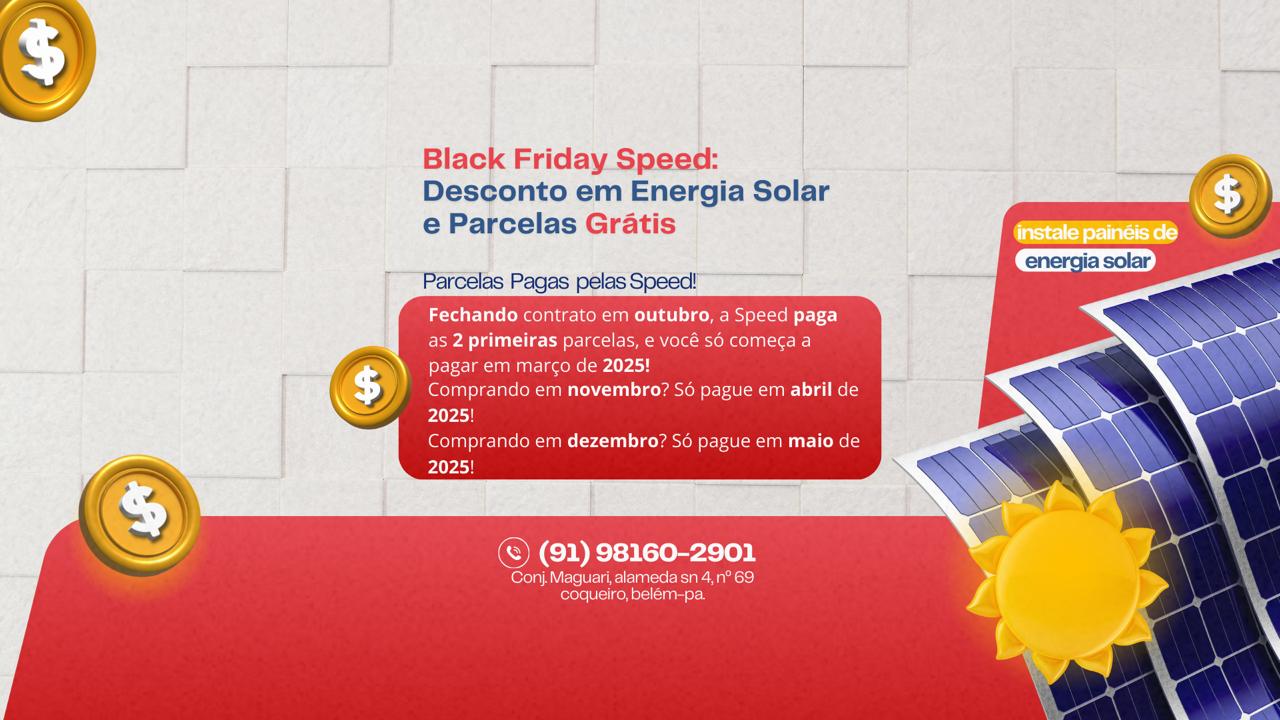 Black Friday Speed:
Desconto em Energia Solar
e Parcelas Grátis
instale painéis de
energia solar
Parcelas Pagas pelas Speed!
Fechando contrato em outubro, a Speed paga
as 2 primeiras parcelas, e você só começa a
pagar em março de 2025!
Comprando em novembro? Só pague em abril de
2025!
Comprando em dezembro? Só pague em maio de
2025!
(91) 98160-2901
Conj. Maguari, alameda sn 4, nº 69
coqueiro, belém-pa.